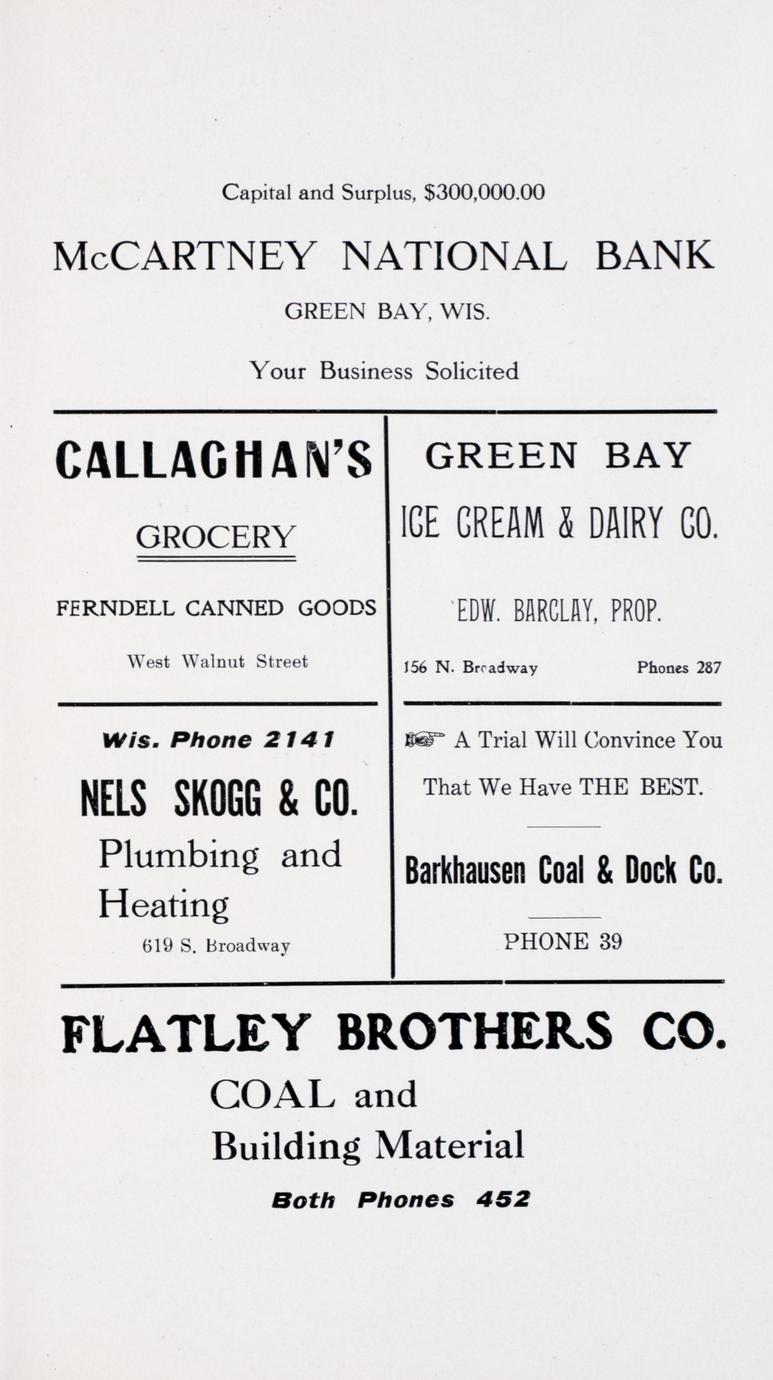 Capital and Surplus, $300,000.00
McCARTNEY NATIONAL BANK
GREEN BAY, WIS.
Your Business Solicited
CALLAGHAN'S
GROCERY
FERNDELL CANNED GOODS
West Walnut Street
GREEN BAY
ICE CREAM & DAIRY CO.
EDW. BARCLAY, PROP.
156 N. Broadway Phones 287
Wis. Phone 2141
NELS SKOGG & CO.
Plumbing and
Heating
619 S. Broadway
☞ A Trial Will Convince You
That We Have THE BEST.
Barkhausen Coal & Dock Co.
PHONE 39
FLATLEY BROTHERS CO.
COAL and
Building Material
Both Phones 452